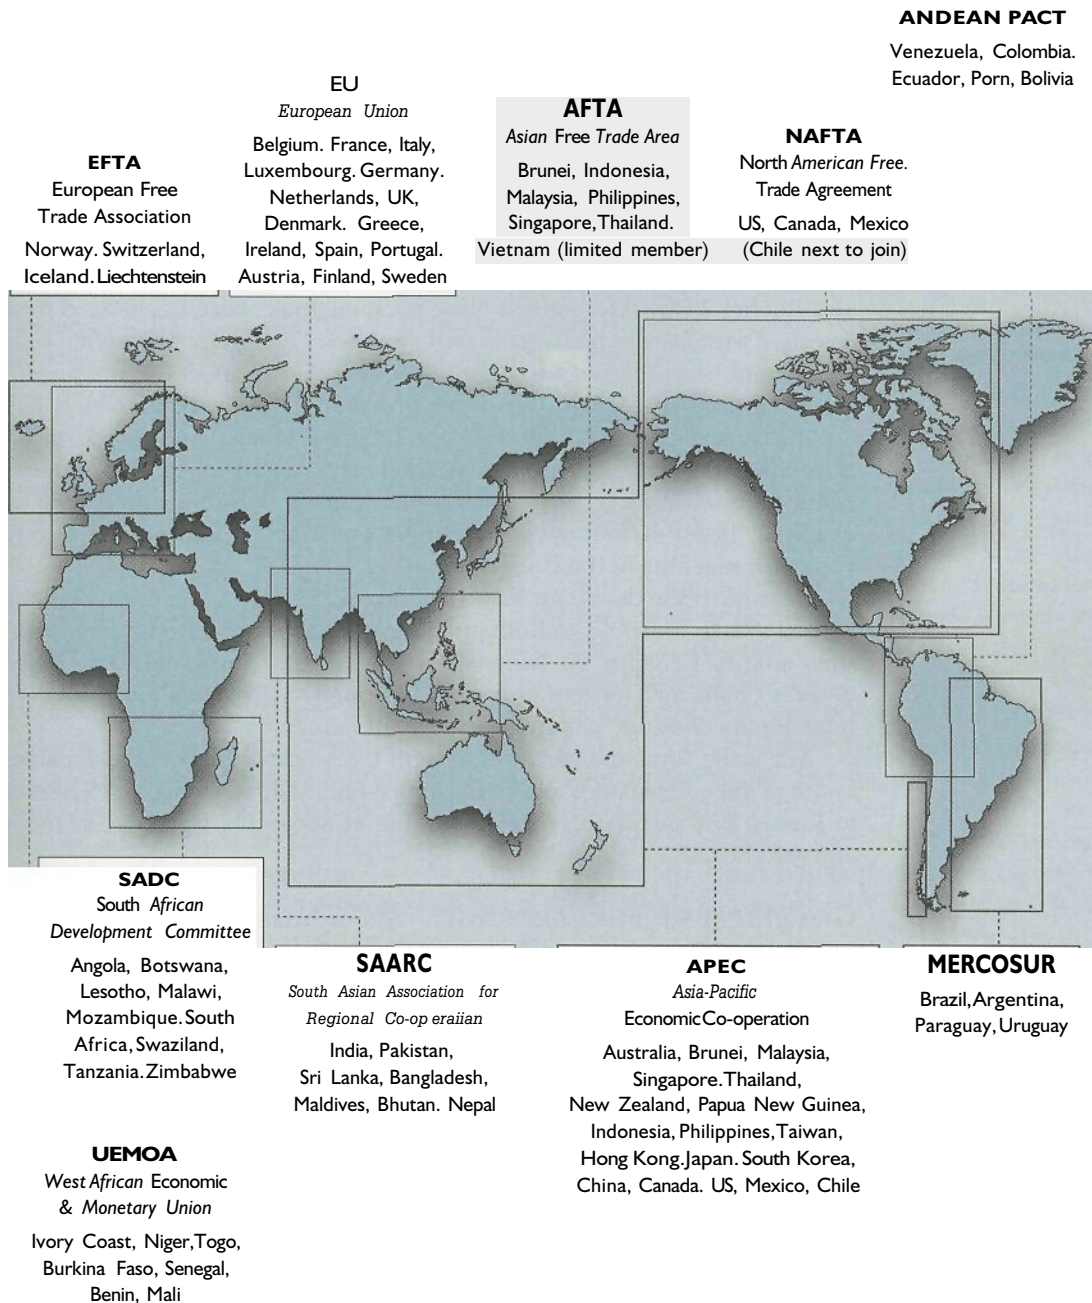 ANDEAN PACT
Venezuela, Colombia.
Ecuador, Porn, Bolivia
EU
European Union
Belgium. France, Italy,
Luxembourg. Germany.
Netherlands, UK,
Denmark. Greece,
Ireland, Spain, Portugal.
Austria, Finland, Sweden
AFTA
Asian Free Trade Area
Brunei, Indonesia,
Malaysia, Philippines,
Singapore,Thailand.
Vietnam (limited member)
NAFTA
North American Free.
Trade Agreement
US, Canada, Mexico
(Chile next to join)
EFTA
European Free
Trade Association
Norway. Switzerland,
Iceland. Liechtenstein
SADC
South African
Development Committee
Angola, Botswana,
Lesotho, Malawi,
Mozambique. South
Africa, Swaziland,
Tanzania. Zimbabwe
SAARC
South Asian Association for
Regional Co-op eraiian
India, Pakistan,
Sri Lanka, Bangladesh,
Maldives, Bhutan. Nepal
APEC
Asia-Pacific
Economic Co-operation
Australia, Brunei, Malaysia,
Singapore.Thailand,
New Zealand, Papua New Guinea,
Indonesia, Philippines,Taiwan,
Hong Kong.Japan. South Korea,
China, Canada. US, Mexico, Chile
MERCOSUR
Brazil,Argentina,
Paraguay, Uruguay
UEMOA
West African Economic
& Monetary Union
Ivory Coast, Niger,Togo,
Burkina Faso, Senegal,
Benin, Mali